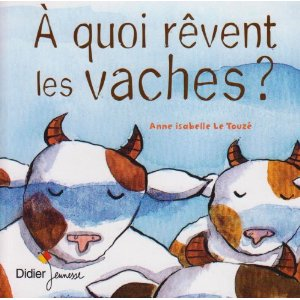 À quoi rêvent
les vaches ?
Anne isabelle Le Touzé
Didier
Jeunesse